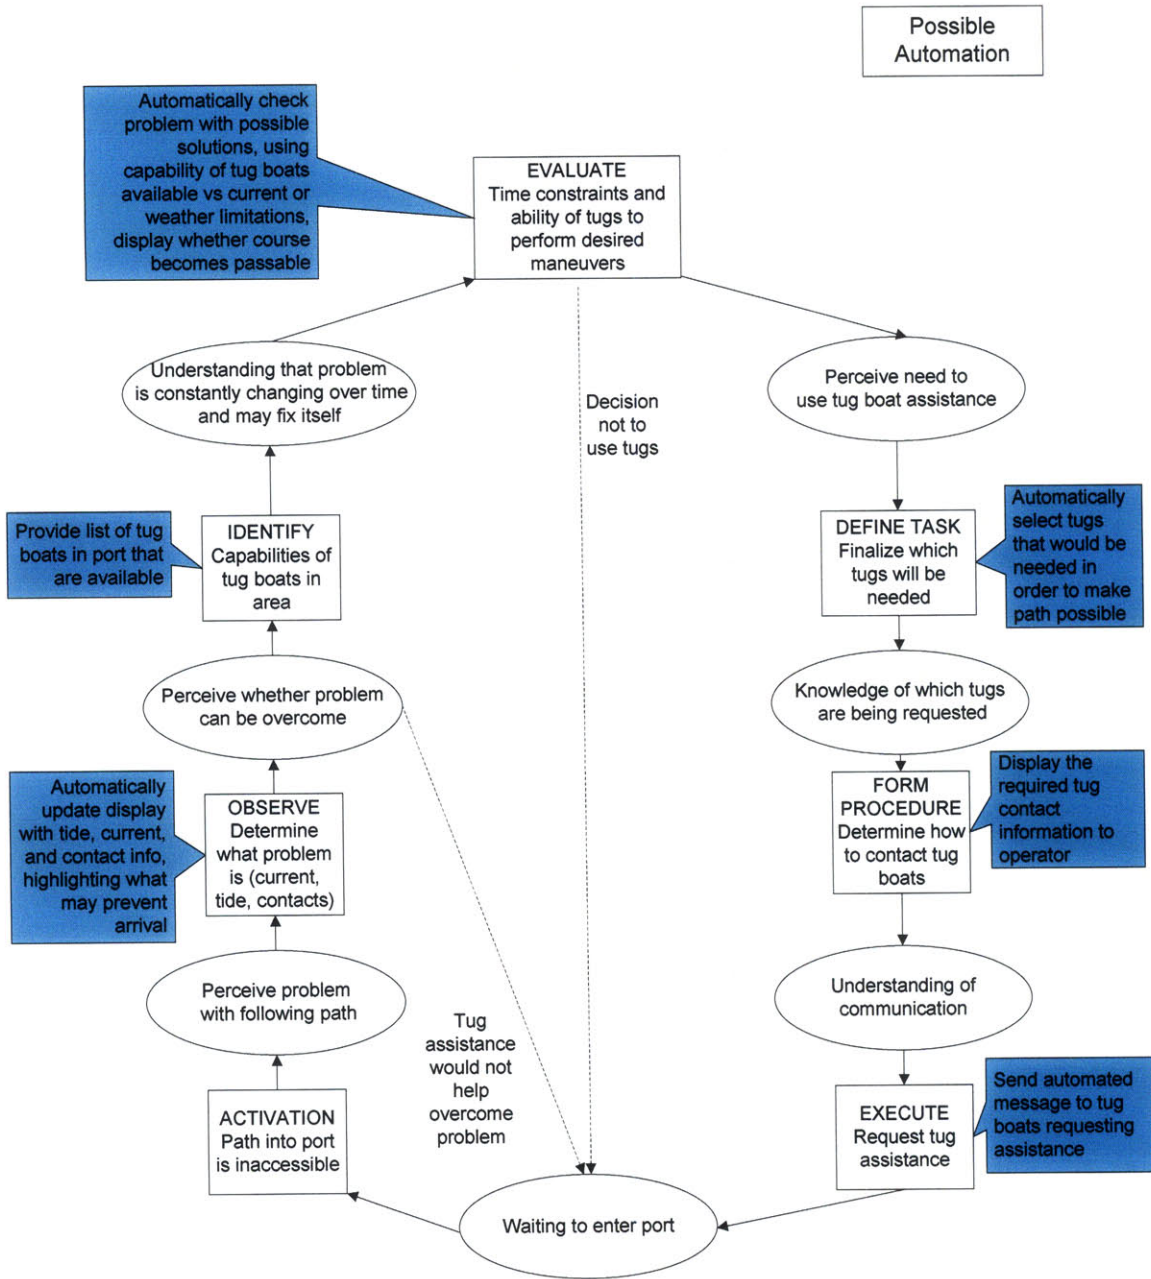 Possible
Automation
Automatically check
problem with possible
solutions, using
capability of tug boats
available vs current or
weather limitations,
display whether course
becomes passable
EVALUATE
Time constraints and
ability of tugs to
perform desired
maneuvers
Understanding that problem
is constantly changing over time
and may fix itself
Decision
not to
use tugs
Perceive need to
use tug boat assistance
Provide list of tug
boats in port that
are available
IDENTIFY
Capabilities of
tug boats in
area
DEFINE TASK
Finalize which
tugs will be
needed
Automatically
select tugs
that would be
needed in
order to make
path possible
Perceive whether problem
can be overcome
Knowledge of which tugs
are being requested
Automatically
update display
with tide, current,
and contact info,
highlighting what
may prevent
arrival
OBSERVE
Determine
what problem
is (current,
tide, contacts)
FORM
PROCEDURE
Determine how
to contact tug
boats
Display the
required tug
contact
information to
operator
Perceive problem
with following path
Understanding of
communication
Tug
assistance
would not
help
overcome
problem
ACTIVATION
Path into port
is inaccessible
EXECUTE
Request tug
assistance
Send automated
message to tug
boats requesting
assistance
Waiting to enter port